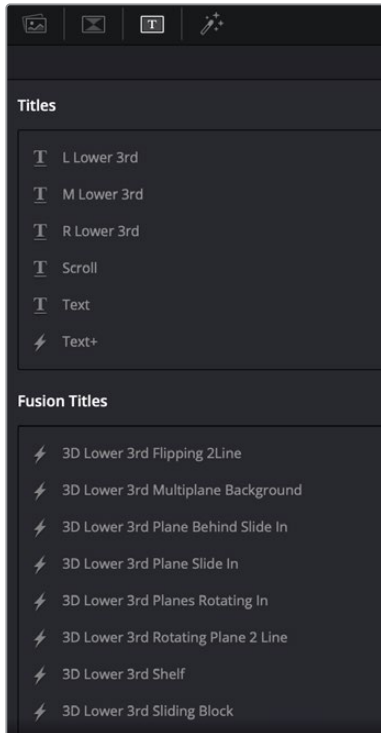 Titles
L Lower 3rd
M Lower 3rd
R Lower 3rd
Scroll
Text
Text+
Fusion Titles
3D Lower 3rd Flipping 2Line
3D Lower 3rd Multiplane Background
3D Lower 3rd Plane Behind Slide In
3D Lower 3rd Plane Slide In
3D Lower 3rd Planes Rotating In
3D Lower 3rd Rotating Plane 2 Line
3D Lower 3rd Shelf
3D Lower 3rd Sliding Block